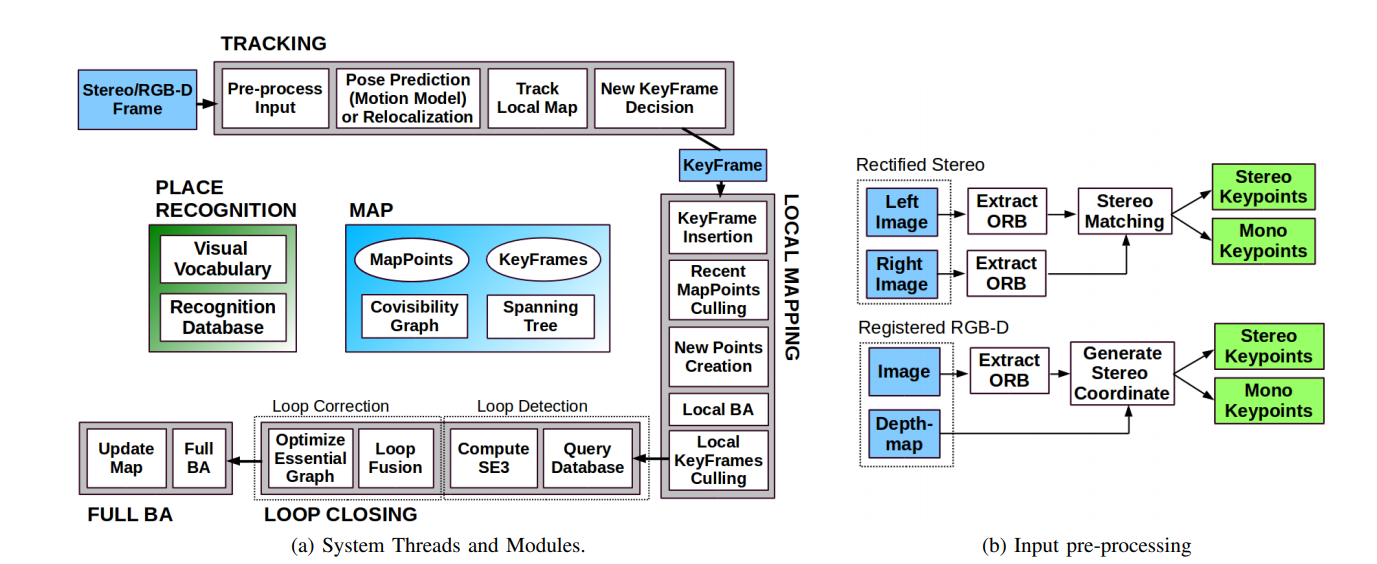 TRACKING
Stereo/RGB-D
Frame
Pre-process
Input
Pose Prediction
(Motion Model)
or Relocalization
Track
Local Map
New KeyFrame
Decision
KeyFrame
PLACE
RECOGNITION
Visual
Vocabulary
Recognition
Database
MAP
MapPoints
KeyFrames
Covisibility
Graph
Spanning
Tree
LOCAL MAPPING
KeyFrame
Insertion
Recent
MapPoints
Culling
New Points
Creation
Local BA
Local
KeyFrames
Culling
Loop Correction
Loop Detection
Optimize
Essential
Graph
Loop
Fusion
Compute
SE3
Query
Database
LOOP CLOSING
Update
Map
Full
BA
FULL BA
(a) System Threads and Modules.
Rectified Stereo
Left
Image
Extract
ORB
Stereo
Matching
Stereo
Keypoints
Mono
Keypoints
Right
Image
Extract
ORB
Registered RGB-D
Image
Extract
ORB
Generate
Stereo
Coordinate
Stereo
Keypoints
Mono
Keypoints
Depth-
map
(b) Input pre-processing